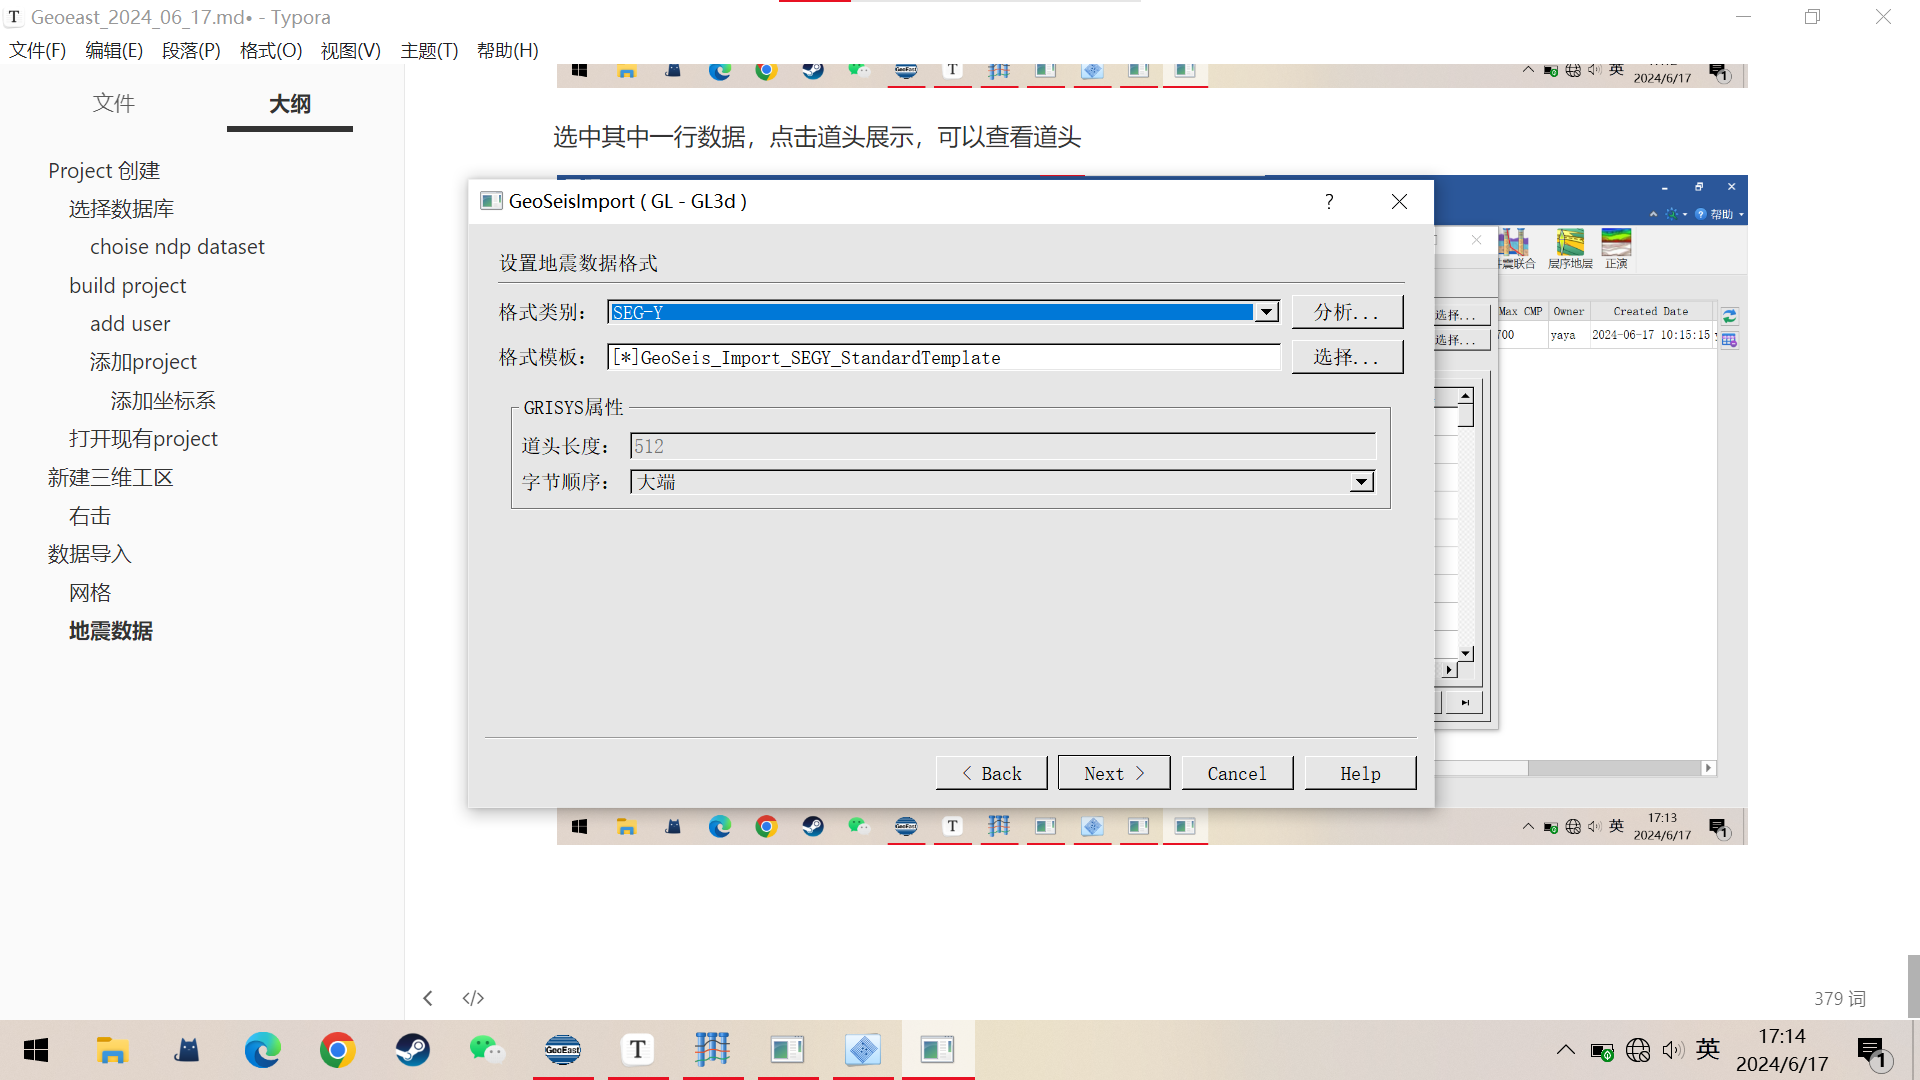 Geoeast_2024_06_17.md• - Typora
文件(F) 编辑(E) 段落(P) 格式(O) 视图(V) 主题(T) 帮助(H)
文件 大纲
Project 创建
选择数据库
choise ndp dataset
build project
add user
添加project
添加坐标系
打开现有project
新建三维工区
右击
数据导入
网格
地震数据
英 2024/6/17 1
选中其中一行数据，点击道头展示，可以查看道头
帮助
震联合 层序地层 正演
选择...
选择...
Max CMP Owner Created Date
700 yaya 2024-06-17 10:15:15
GeoSeisImport ( GL - GL3d )
设置地震数据格式
格式类别： SEG-Y 分析...
格式模板： [*]GeoSeis_Import_SEGY_StandardTemplate 选择...
GRISYS属性
道头长度： 512
字节顺序： 大端
< Back Next > Cancel Help
GeoEast T 英 17:13 2024/6/17 1
</> 379 词
GeoEast T 英 17:14 2024/6/17 1